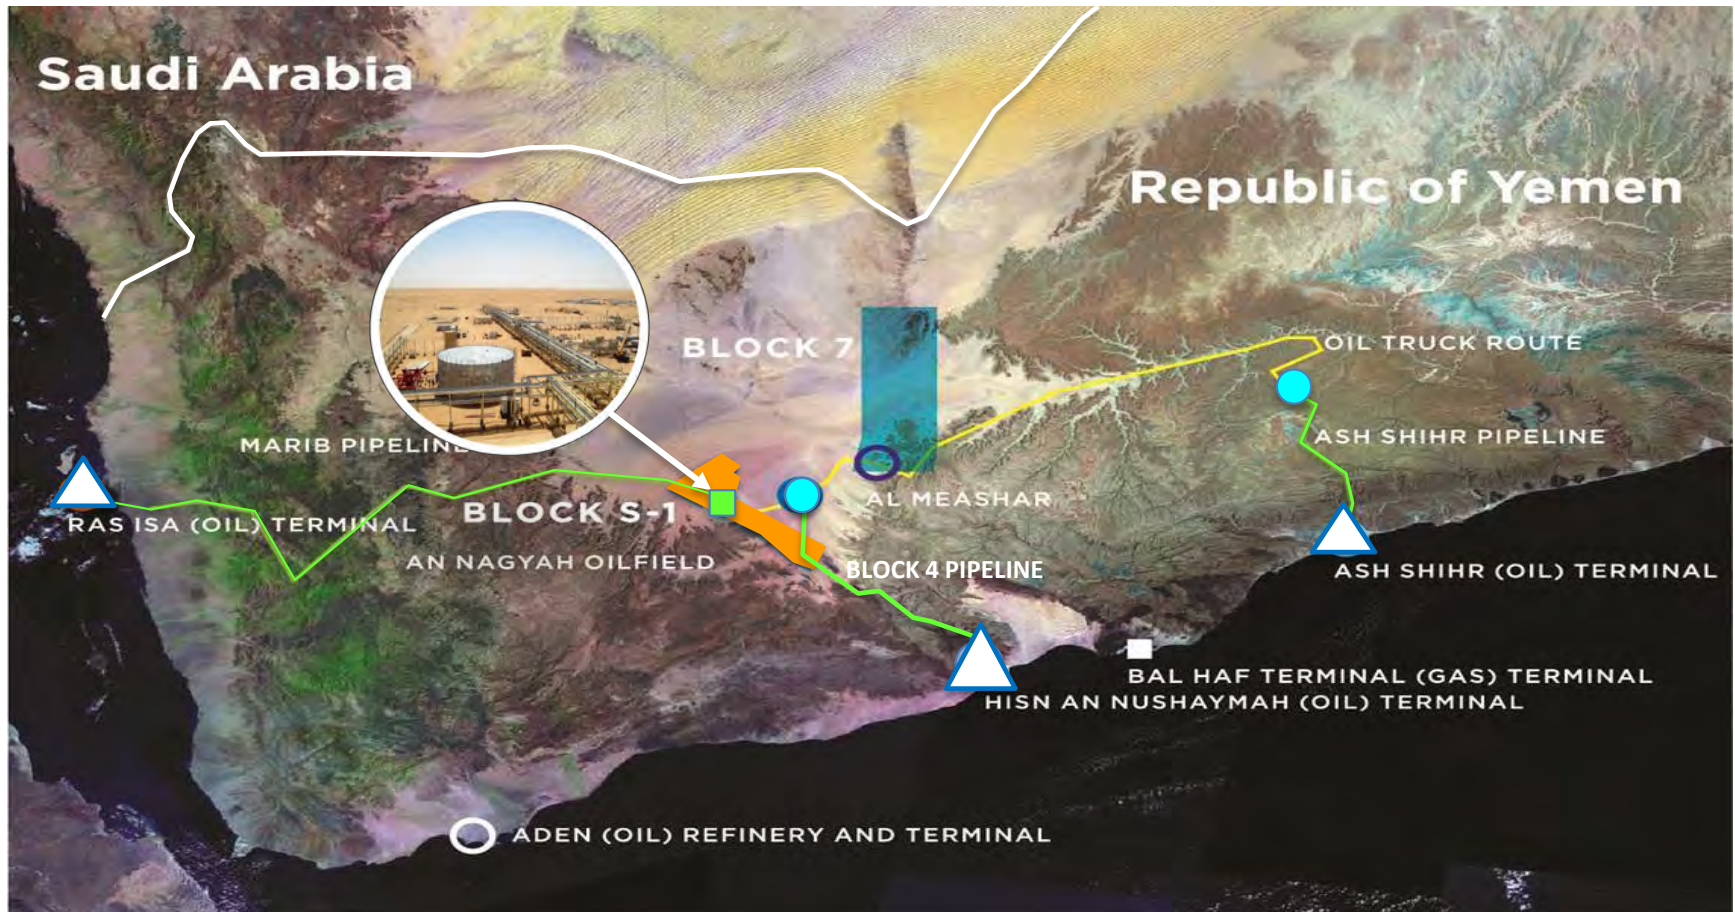 Saudi Arabia
Republic of Yemen
BLOCK 7
OIL TRUCK ROUTE
MARIB PIPELINE
ASH SHIHR PIPELINE
AL MEASHAR
BLOCK S-1
RAS ISA (OIL) TERMINAL
AN NAGYAH OILFIELD
BLOCK 4 PIPELINE
ASH SHIHR (OIL) TERMINAL
BAL HAF TERMINAL (GAS) TERMINAL
HISN AN NUSHAYMAH (OIL) TERMINAL
ADEN (OIL) REFINERY AND TERMINAL